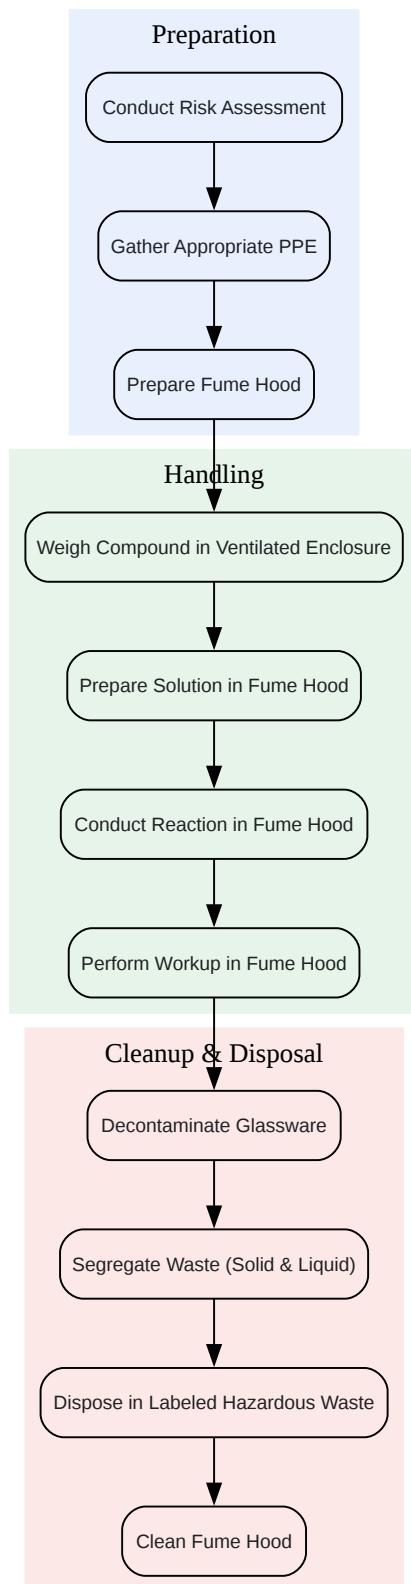 Preparation
Conduct Risk Assessment
Gather Appropriate PPE
Prepare Fume Hood
Handling
Weigh Compound in Ventilated Enclosure
Prepare Solution in Fume Hood
Conduct Reaction in Fume Hood
Perform Workup in Fume Hood
Cleanup & Disposal
Decontaminate Glassware
Segregate Waste (Solid & Liquid)
Dispose in Labeled Hazardous Waste
Clean Fume Hood